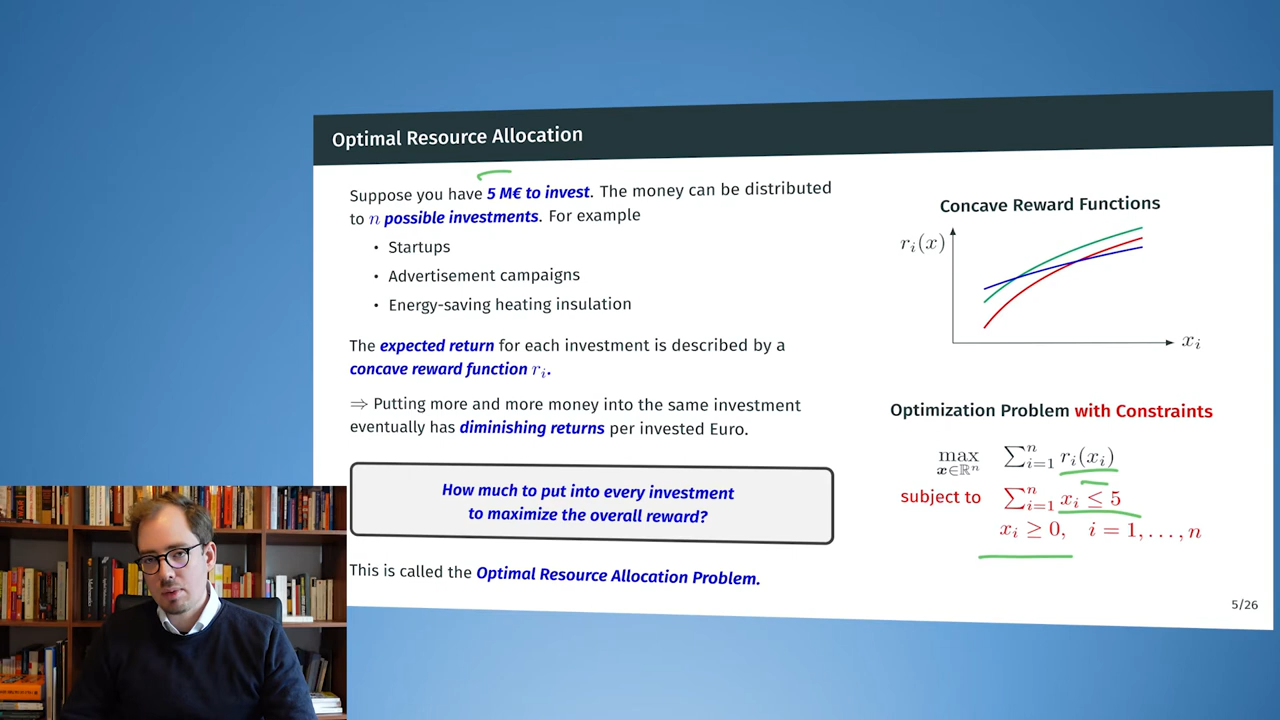 Optimal Resource Allocation
Suppose you have 5 M€ to invest. The money can be distributed
to n possible investments. For example
• Startups
• Advertisement campaigns
• Energy-saving heating insulation
The expected return for each investment is described by a
concave reward function rᵢ.
⇒ Putting more and more money into the same investment
eventually has diminishing returns per invested Euro.
How much to put into every investment
to maximize the overall reward?
This is called the Optimal Resource Allocation Problem.
Concave Reward Functions
rᵢ(x)
xᵢ
Optimization Problem with Constraints
max x∈ℝⁿ ∑ⁿᵢ₌₁ rᵢ(xᵢ)
subject to ∑ⁿᵢ₌₁ xᵢ ≤ 5
xᵢ ≥ 0, i = 1, . . . , n
5/26